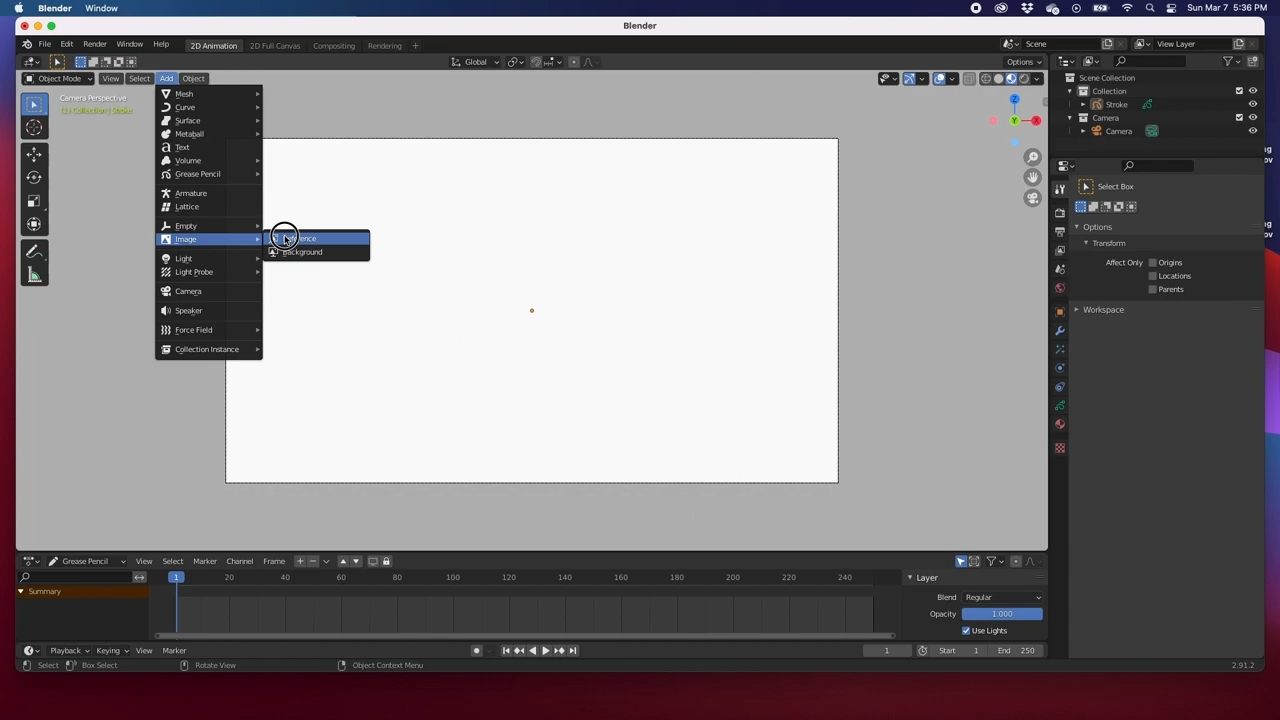 Blender Window Sun Mar 7 5:36 PM
Blender
File Edit Render Window Help 2D Animation 2D Full Canvas Compositing Rendering + Scene View Layer
Global Options
Object Mode View Select Add Object
Camera Perspective
(1) Collection | Stroke
Mesh
Curve
Surface
Metaball
Text
Volume
Grease Pencil
Armature
Lattice
Empty
Image
Light
Light Probe
Camera
Speaker
Force Field
Collection Instance
Background
Z
X
Y
Scene Collection
Collection
Stroke
Camera
Camera
Select Box
Options
Transform
Affect Only Origins
Locations
Parents
Workspace
Grease Pencil View Select Marker Channel Frame
1 20 40 60 80 100 120 140 160 180 200 220 240
Summary
Layer
Blend Regular
Opacity 1.000
Use Lights
Playback Keying View Marker 1 Start 1 End 250
Select Box Select Rotate View Object Context Menu 2.91.2